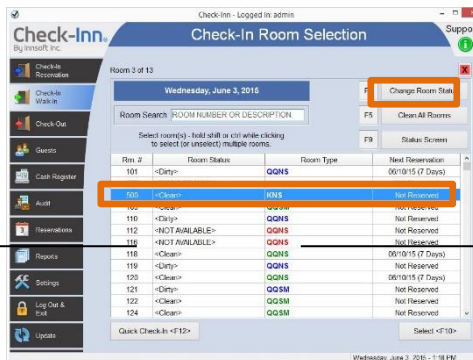 Check-Inn - Logged In: admin
Check-Inn.
By Innsoft Inc.
Check-In Room Selection
Suppo
Check-In Reservation
Check-In Walk-In
Check Out
Guests
Cash Register
Audit
Reservations
Reports
Settings
Log Out & Exit
Update
Room 3 of 13
X
Wednesday, June 3, 2015
Change Room Statu
Room Search ROOM NUMBER OR DESCRIPTION
F5 Clean All Rooms
Select room(s) - hold shift or ctrl while clicking
to select (or unselect) multiple rooms.
F9 Status Screen
Rm. # Room Status Room Type Next Reservation
101 <Dirty> QQNS 06/10/15 (7 Days)
500 <Clean> KNS Not Reserved
<Clean> QQSM Not Reserved
110 <Dirty> QQNS Not Reserved
112 <NOT AVAILABLE> QQNS Not Reserved
116 <NOT AVAILABLE> QQNS Not Reserved
118 <Clean> QQNS 06/10/15 (7 Days)
119 <Dirty> QQNS Not Reserved
120 <Clean> QQNS 06/10/15 (7 Days)
121 <Dirty> QQSM Not Reserved
122 <Clean> QQSM Not Reserved
124 <Clean> QQSM Not Reserved
Quick Check-In <F12> Select <F10>
Wednesday, June 3, 2015 - 1:18 PM